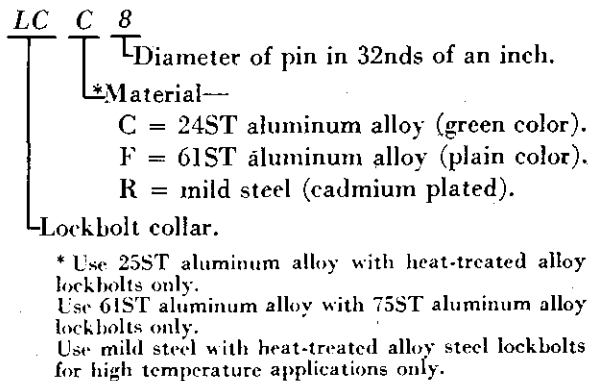 LC C 8
Diameter of pin in 32nds of an inch.
*Material—
C = 24ST aluminum alloy (green color).
F = 61ST aluminum alloy (plain color).
R = mild steel (cadmium plated).
Lockbolt collar.
* Use 25ST aluminum alloy with heat-treated alloy
lockbolts only.
Use 61ST aluminum alloy with 75ST aluminum alloy
lockbolts only.
Use mild steel with heat-treated alloy steel lockbolts
for high temperature applications only.